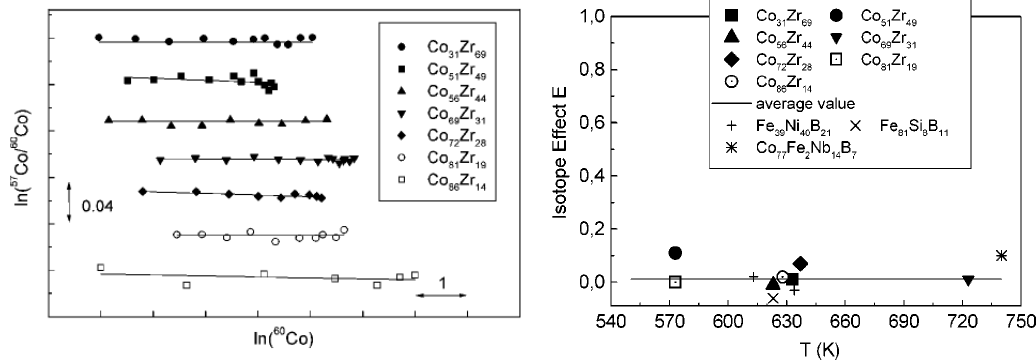 Co₃₁Zr₆₉
Co₅₁Zr₄₉
Co₅₆Zr₄₄
Co₆₉Zr₃₁
Co₇₂Zr₂₈
Co₈₁Zr₁₉
Co₈₆Zr₁₄
ln(⁵⁷Co/⁶⁰Co)
0.04
1
ln(⁶⁰Co)
Co₃₁Zr₆₉ Co₅₁Zr₄₉
Co₅₆Zr₄₄ Co₆₉Zr₃₁
Co₇₂Zr₂₈ Co₈₁Zr₁₉
Co₈₆Zr₁₄
average value
Fe₃₉Ni₄₀B₂₁ Fe₈₁Si₈B₁₁
Co₇₇Fe₂Nb₁₄B₇
Isotope Effect E
1,0
0,8
0,6
0,4
0,2
0,0
540 570 600 630 660 690 720 750
T (K)